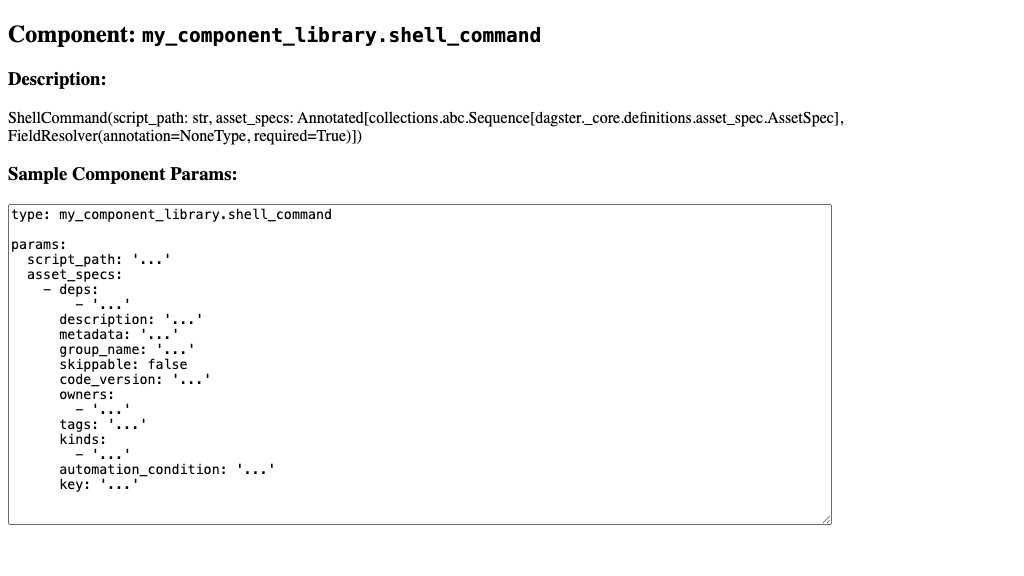 Component: my_component_library.shell_command
Description:
ShellCommand(script_path: str, asset_specs: Annotated[collections.abc.Sequence[dagster._core.definitions.asset_spec.AssetSpec],
FieldResolver(annotation=NoneType, required=True)])
Sample Component Params:
type: my_component_library.shell_command

params:
  script_path: '...'
  asset_specs:
    - deps:
        - '...'
      description: '...'
      metadata: '...'
      group_name: '...'
      skippable: false
      code_version: '...'
      owners:
        - '...'
      tags: '...'
      kinds:
        - '...'
      automation_condition: '...'
      key: '...'